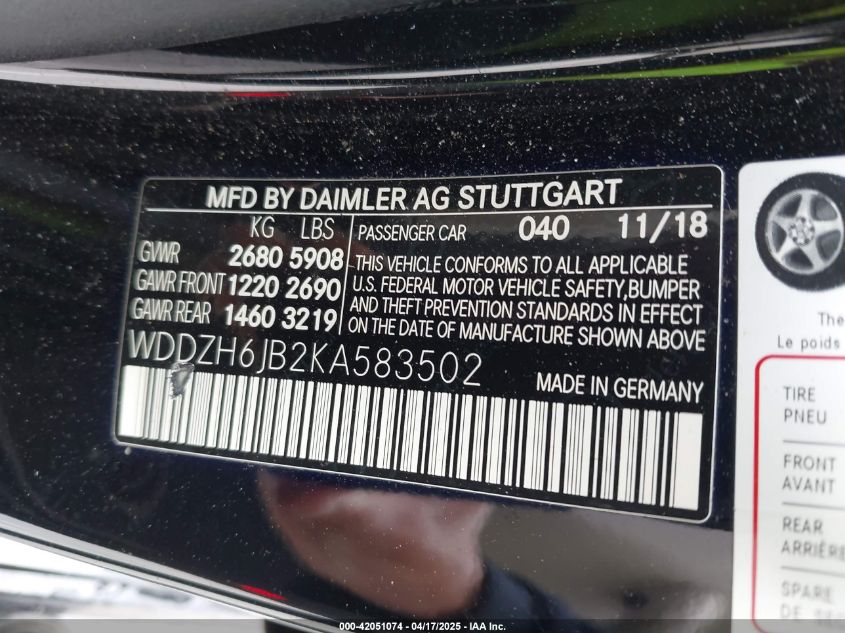 MFD BY DAIMLER AG STUTTGART
KG LBS
GVWR 2680 5908
GAWR FRONT 1220 2690
GAWR REAR 1460 3219
PASSENGER CAR 040 11/18
THIS VEHICLE CONFORMS TO ALL APPLICABLE
U.S. FEDERAL MOTOR VEHICLE SAFETY,BUMPER
AND THEFT PREVENTION STANDARDS IN EFFECT
ON THE DATE OF MANUFACTURE SHOWN ABOVE
WDDZH6JB2KA583502
MADE IN GERMANY
The
Le poids
TIRE
PNEU
FRONT
AVANT
REAR
ARRIÈRE
SPARE
DE
000-42051074 - 04/17/2025 - IAA Inc.